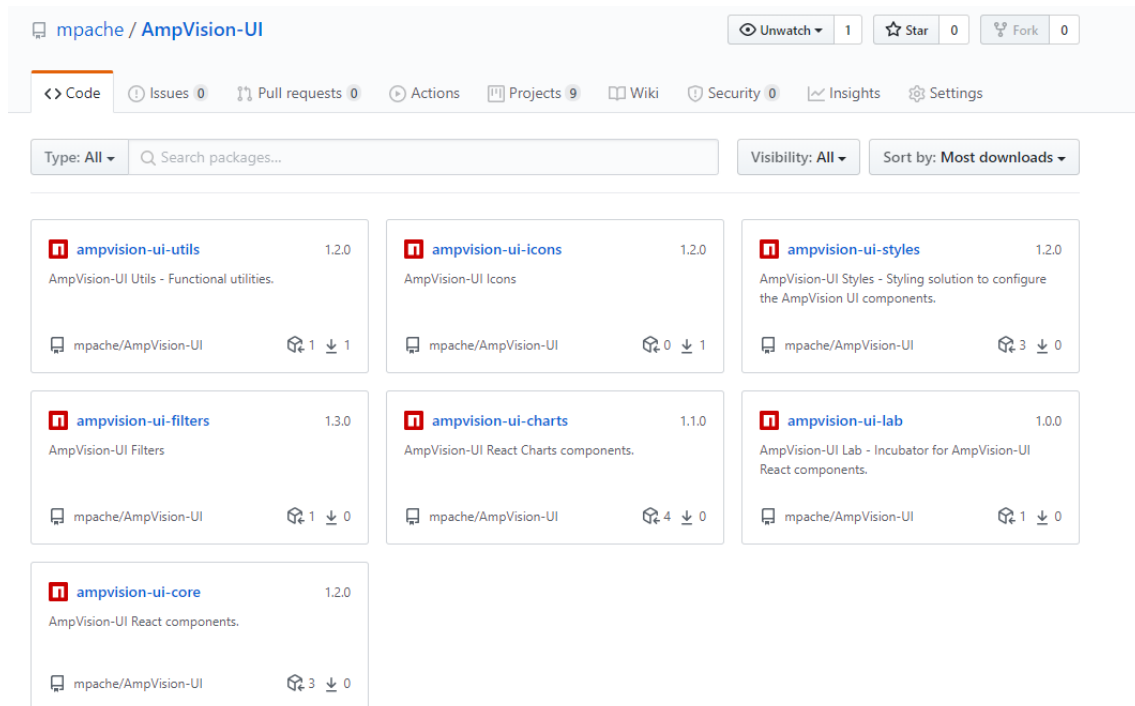 mpache / AmpVision-UI
Unwatch 1 Star 0 Fork 0
Code Issues 0 Pull requests 0 Actions Projects 9 Wiki Security 0 Insights Settings
Type: All Search packages... Visibility: All Sort by: Most downloads
ampvision-ui-utils 1.2.0
AmpVision-UI Utils - Functional utilities.
mpache/AmpVision-UI 1 1
ampvision-ui-icons 1.2.0
AmpVision-UI Icons
mpache/AmpVision-UI 0 1
ampvision-ui-styles 1.2.0
AmpVision-UI Styles - Styling solution to configure
the AmpVision UI components.
mpache/AmpVision-UI 3 0
ampvision-ui-filters 1.3.0
AmpVision-UI Filters
mpache/AmpVision-UI 1 0
ampvision-ui-charts 1.1.0
AmpVision-UI React Charts components.
mpache/AmpVision-UI 4 0
ampvision-ui-lab 1.0.0
AmpVision-UI Lab - Incubator for AmpVision-UI
React components.
mpache/AmpVision-UI 1 0
ampvision-ui-core 1.2.0
AmpVision-UI React components.
mpache/AmpVision-UI 3 0